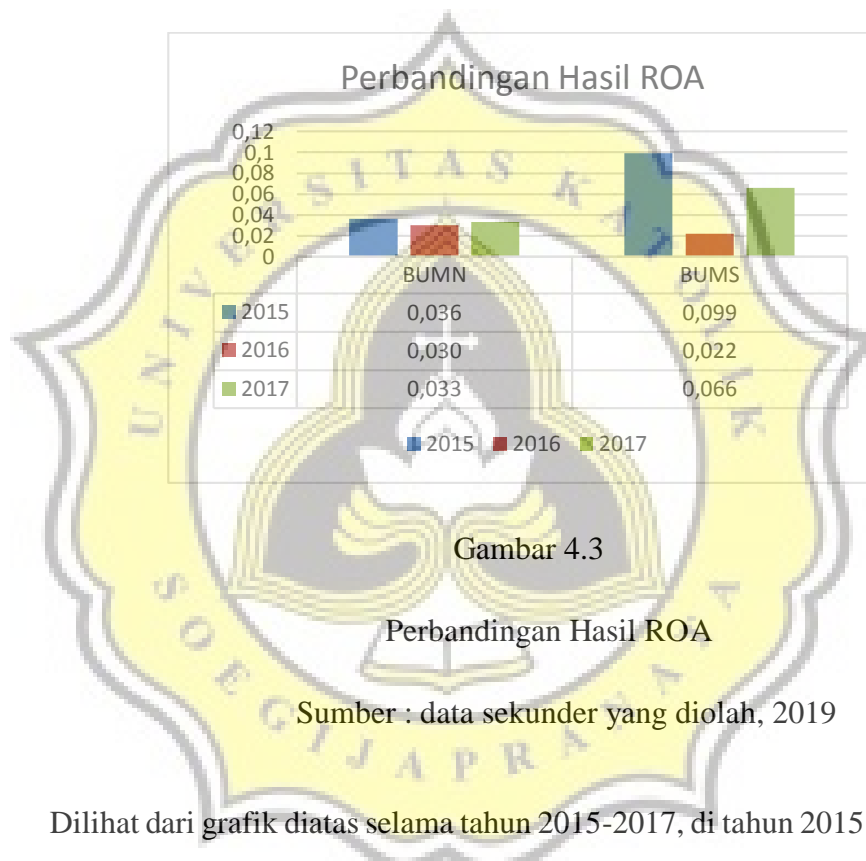 Perbandingan Hasil ROA
0,12
0,1
0,08
0,06
0,04
0,02
0
BUMN BUMS
2015 0,036 0,099
2016 0,030 0,022
2017 0,033 0,066
2015 2016 2017
UNIVERSITAS KATOLIK
SOEGIJAPRANATA
Gambar 4.3
Perbandingan Hasil ROA
Sumber : data sekunder yang diolah, 2019
Dilihat dari grafik diatas selama tahun 2015-2017, di tahun 2015